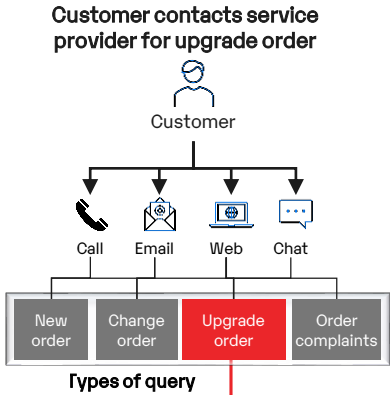 Customer contacts service
provider for upgrade order
Customer
Call Email Web Chat
New Change Upgrade Order
order order order complaints
Types of query